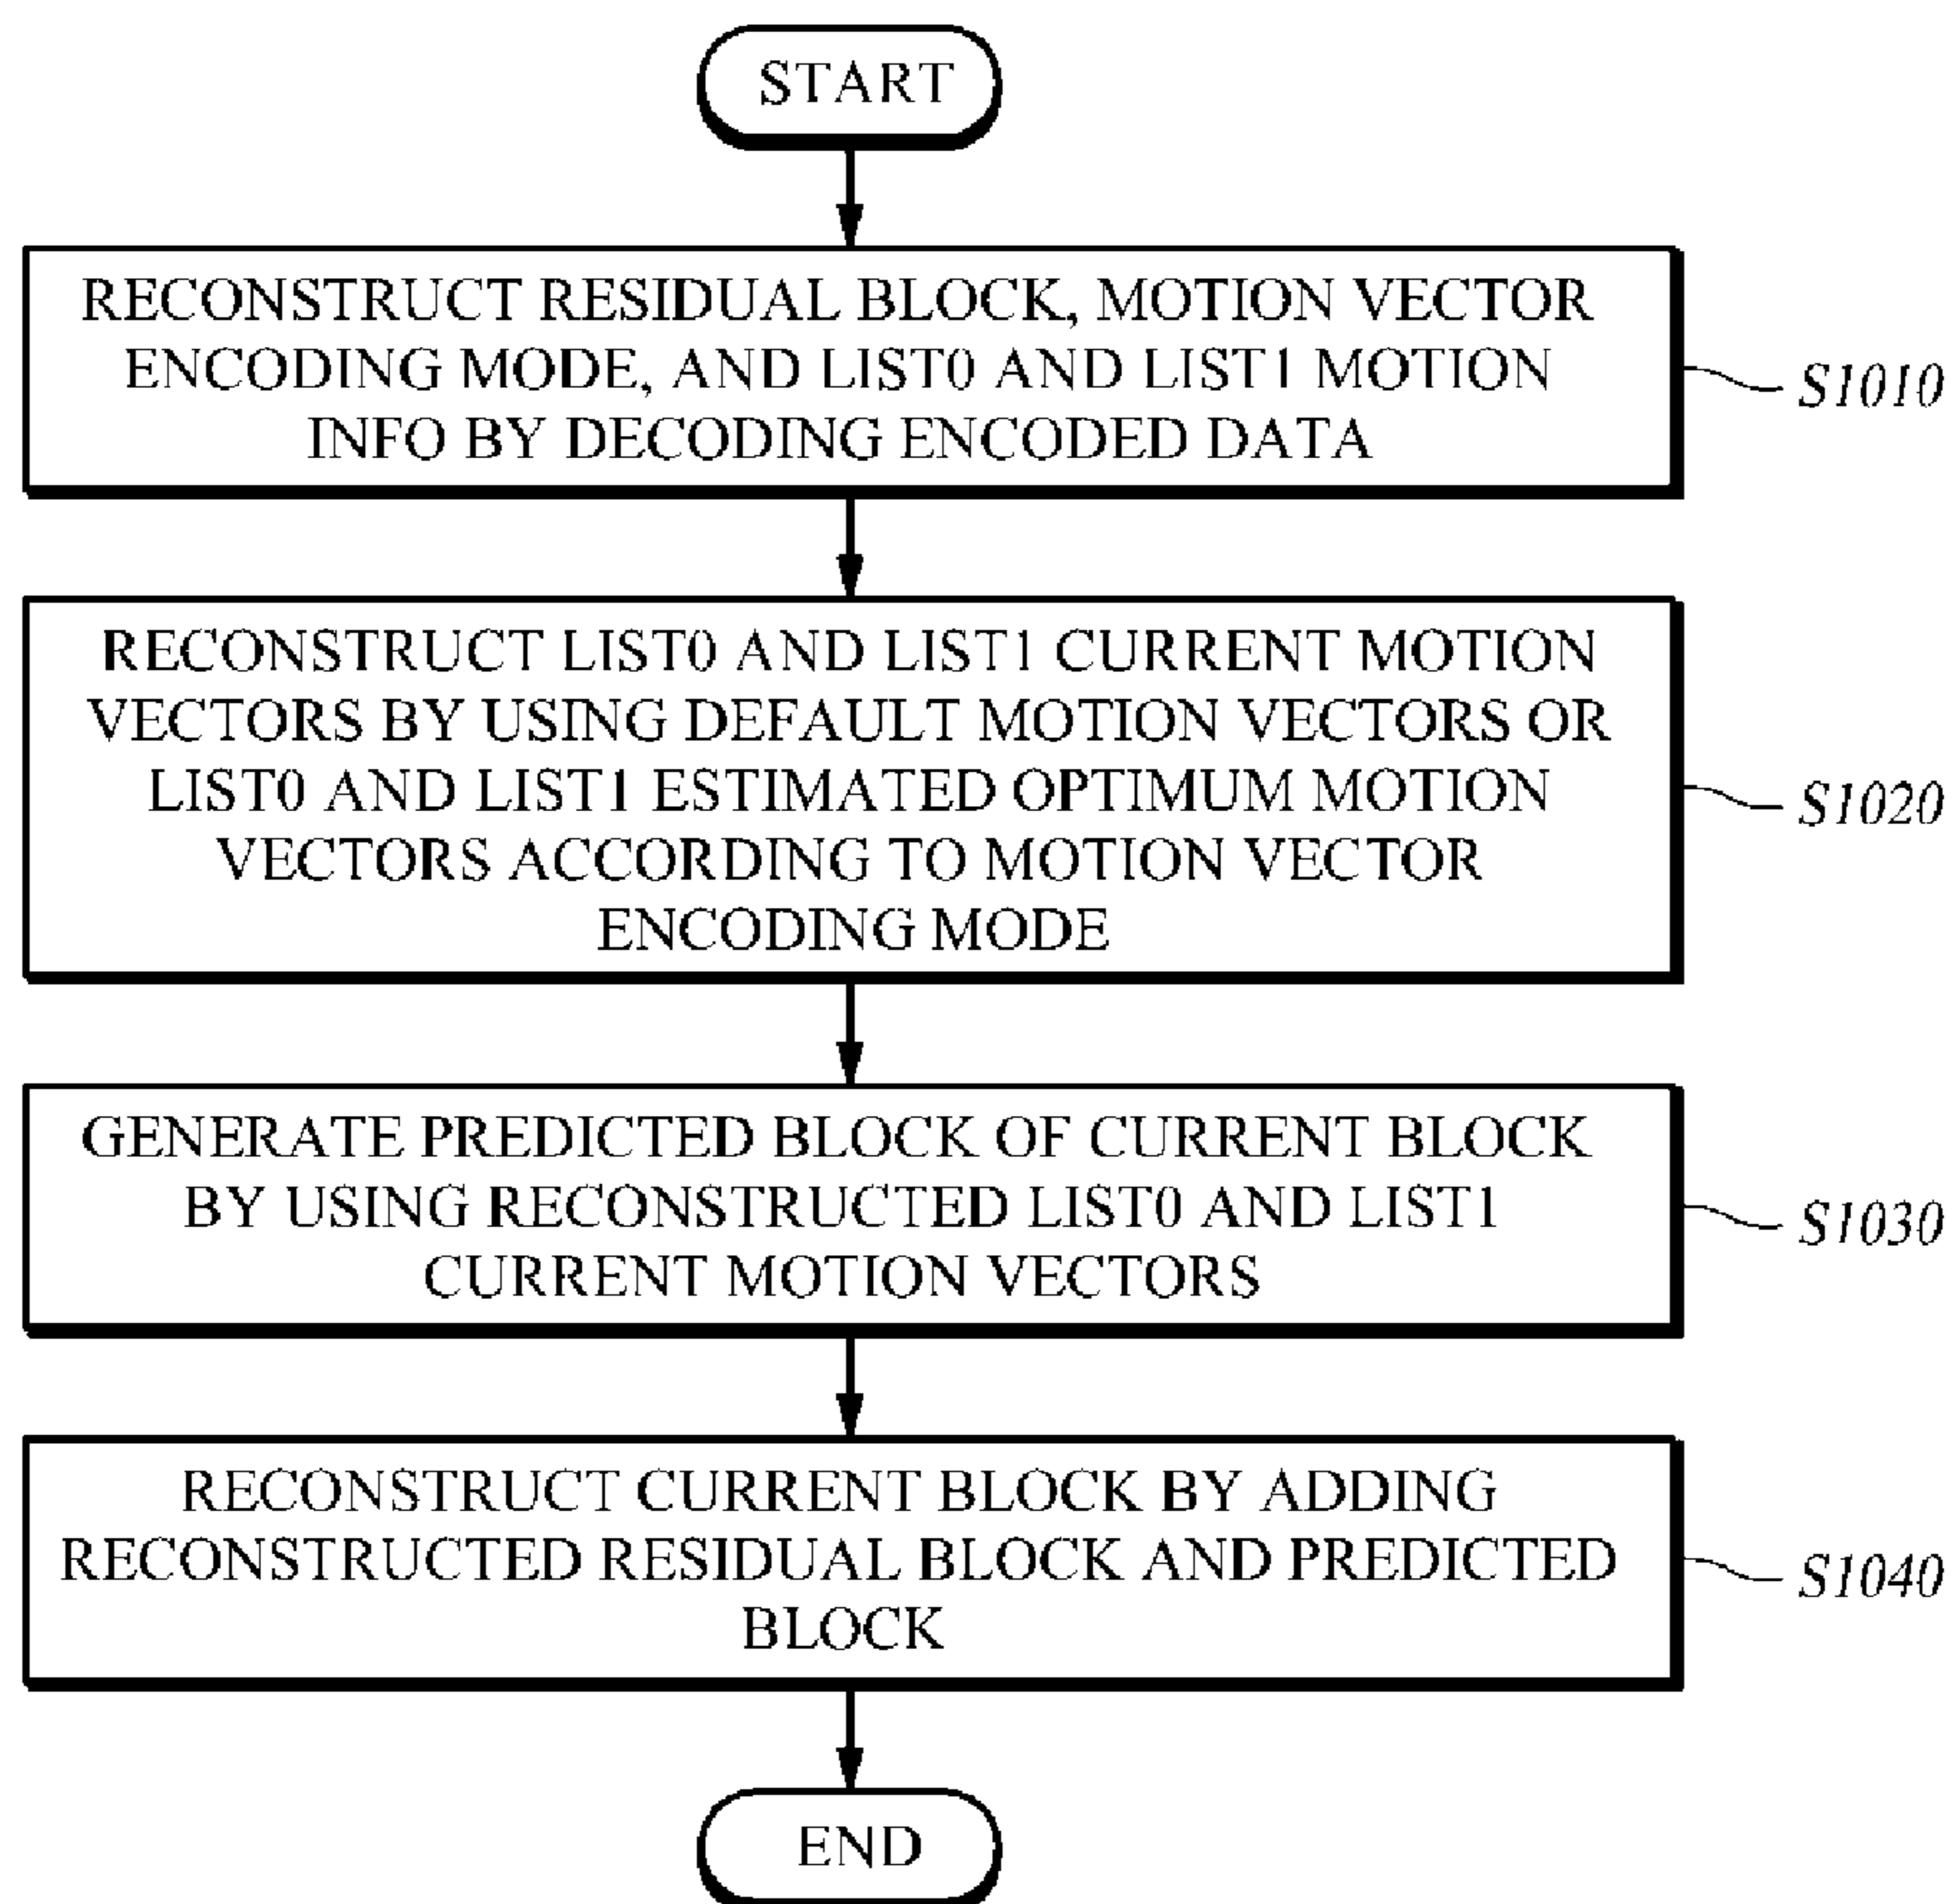 START
RECONSTRUCT RESIDUAL BLOCK, MOTION VECTOR
ENCODING MODE, AND LIST0 AND LIST1 MOTION
INFO BY DECODING ENCODED DATA
S1010
RECONSTRUCT LIST0 AND LIST1 CURRENT MOTION
VECTORS BY USING DEFAULT MOTION VECTORS OR
LIST0 AND LIST1 ESTIMATED OPTIMUM MOTION
VECTORS ACCORDING TO MOTION VECTOR
ENCODING MODE
S1020
GENERATE PREDICTED BLOCK OF CURRENT BLOCK
BY USING RECONSTRUCTED LIST0 AND LIST1
CURRENT MOTION VECTORS
S1030
RECONSTRUCT CURRENT BLOCK BY ADDING
RECONSTRUCTED RESIDUAL BLOCK AND PREDICTED
BLOCK
S1040
END